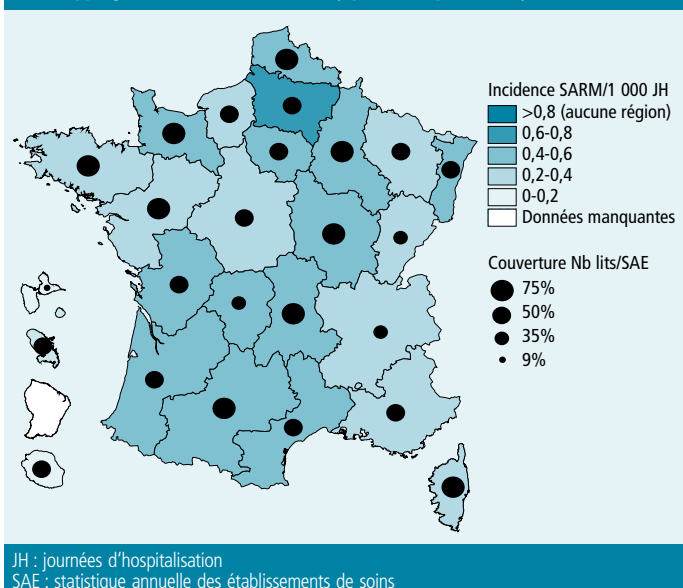 Incidence SARM/1 000 JH
>0,8 (aucune région)
0,6-0,8
0,4-0,6
0,2-0,4
0-0,2
Données manquantes
Couverture Nb lits/SAE
75%
50%
35%
9%
JH : journées d'hospitalisation
SAE : statistique annuelle des établissements de soins